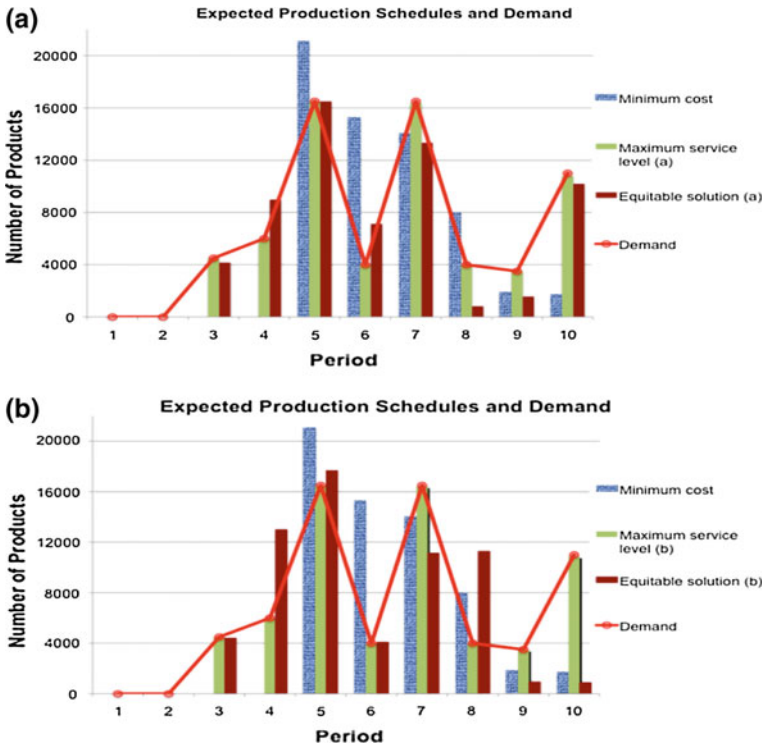 (a)
Expected Production Schedules and Demand
Number of Products
20000
16000
12000
8000
4000
0
1 2 3 4 5 6 7 8 9 10
Period
Minimum cost
Maximum service
level (a)
Equitable solution (a)
Demand
(b)
Expected Production Schedules and Demand
Number of Products
20000
16000
12000
8000
4000
0
1 2 3 4 5 6 7 8 9 10
Period
Minimum cost
Maximum service
level (b)
Equitable solution (b)
Demand